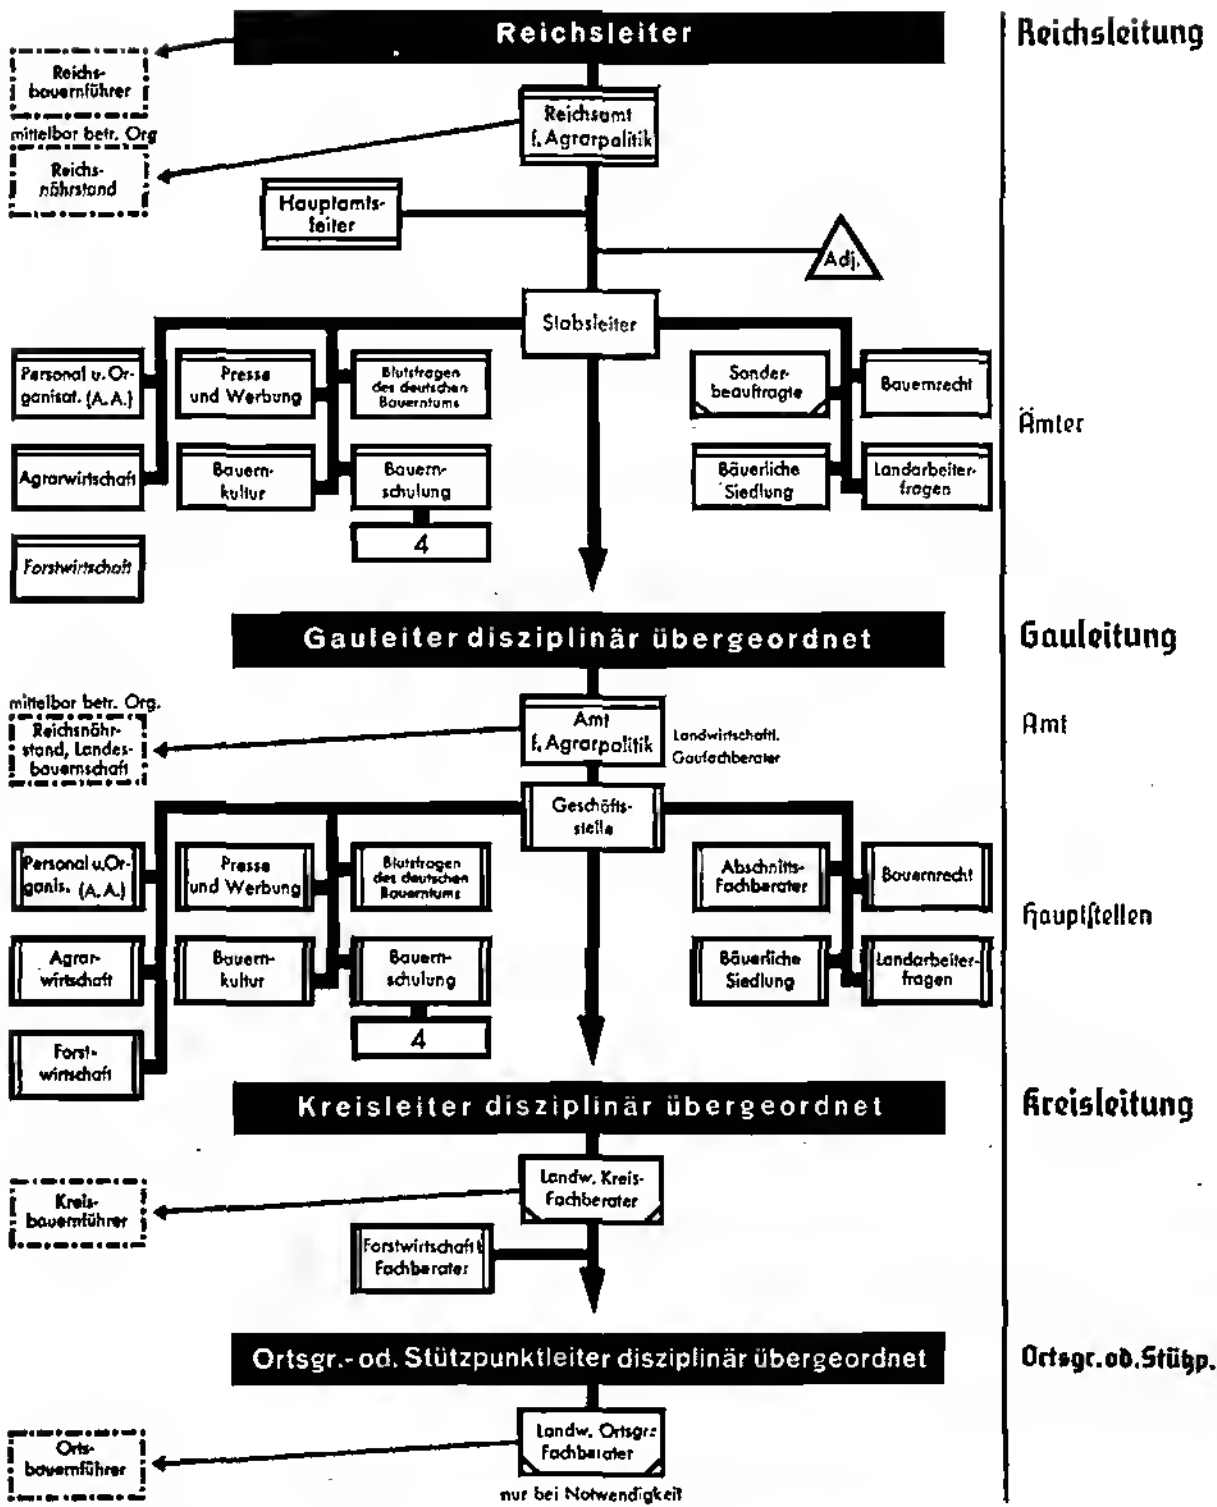 Reichsleiter
Reichsleitung
Reichs-
bauernführer
mittelbar betr. Org
Reichs-
nährstand
Reichsamt
f. Agrarpolitik
Hauptamts-
leiter
Adj.
Stabsleiter
Personal u. Or-
ganisat. (A. A.)
Presse
und Werbung
Blutsfragen
des deutschen
Bauerntums
Sonder-
beauftragte
Bauernrecht
Ämter
Agrarwirtschaft
Bauern-
kultur
Bauern-
schulung
4
Bäuerliche
Siedlung
Landarbeiter-
fragen
Forstwirtschaft
Gauleiter disziplinär übergeordnet
Gauleitung
mittelbar betr. Org.
Reichsnähr-
stand, Landes-
bauernschaft
Amt
f. Agrarpolitik
Landwirtschaftl.
Gaufachberater
Amt
Geschäfts-
stelle
Personal u. Or-
ganis. (A. A.)
Presse
und Werbung
Blutsfragen
des deutschen
Bauerntums
Abschnitts-
Fachberater
Bauernrecht
Hauptstellen
Agrar-
wirtschaft
Bauern-
kultur
Bauern-
schulung
4
Bäuerliche
Siedlung
Landarbeiter-
fragen
Forst-
wirtschaft
Kreisleiter disziplinär übergeordnet
Kreisleitung
Landw. Kreis-
Fachberater
Kreis-
bauernführer
Forstwirtschaftl.
Fachberater
Ortsgr.- od. Stützpunktleiter disziplinär übergeordnet
Ortsgr. od. Stützp.
Landw. Ortsgr.-
Fachberater
Orts-
bauernführer
nur bei Notwendigkeit